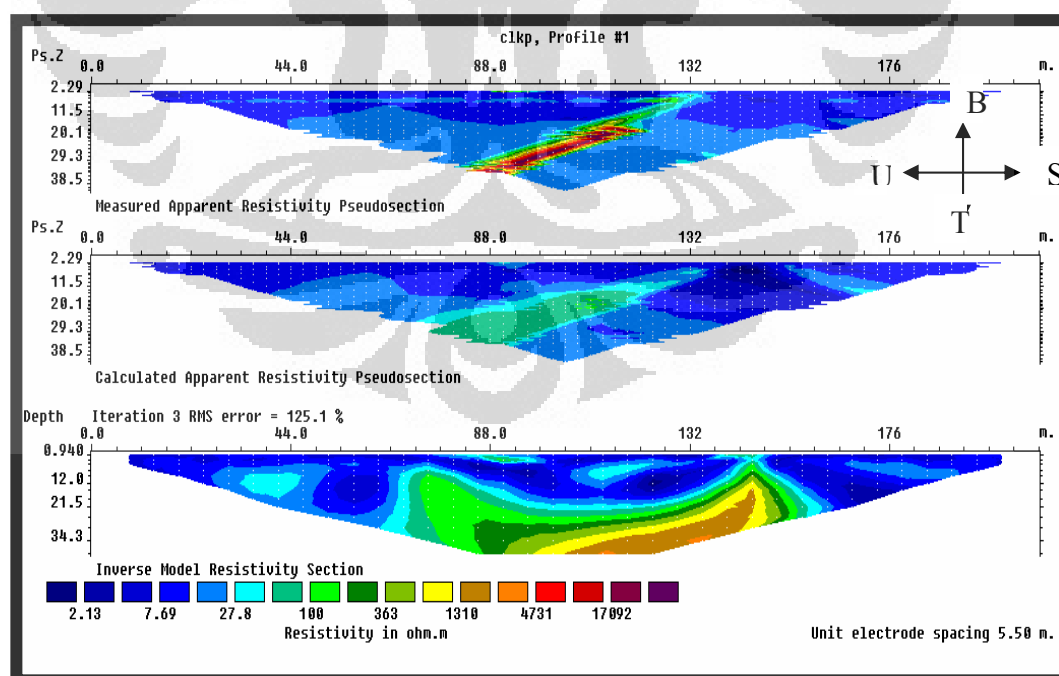 clkp, Profile #1
Ps.Z
0.0 44.0 88.0 132 176 m.
2.29
11.5
20.1
29.3
38.5
B
U S
T
Measured Apparent Resistivity Pseudosection
Ps.Z
0.0 44.0 88.0 132 176 m.
2.29
11.5
20.1
29.3
38.5
Calculated Apparent Resistivity Pseudosection
Depth Iteration 3 RMS error = 125.1 %
0.0 44.0 88.0 132 176 m.
0.940
12.0
21.5
34.3
Inverse Model Resistivity Section
2.13 7.69 27.8 100 363 1310 4731 17092
Resistivity in ohm.m
Unit electrode spacing 5.50 m.